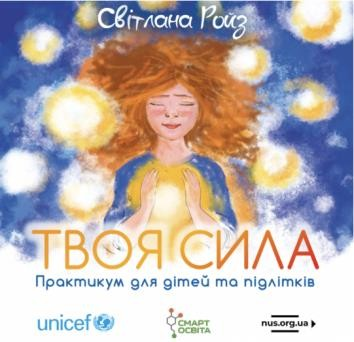 Світлана Ройз
ТВОЯ СИЛА
Практикум для дітей та підлітків
unicef
СМАРТ
ОСВІТА
nus.org.ua